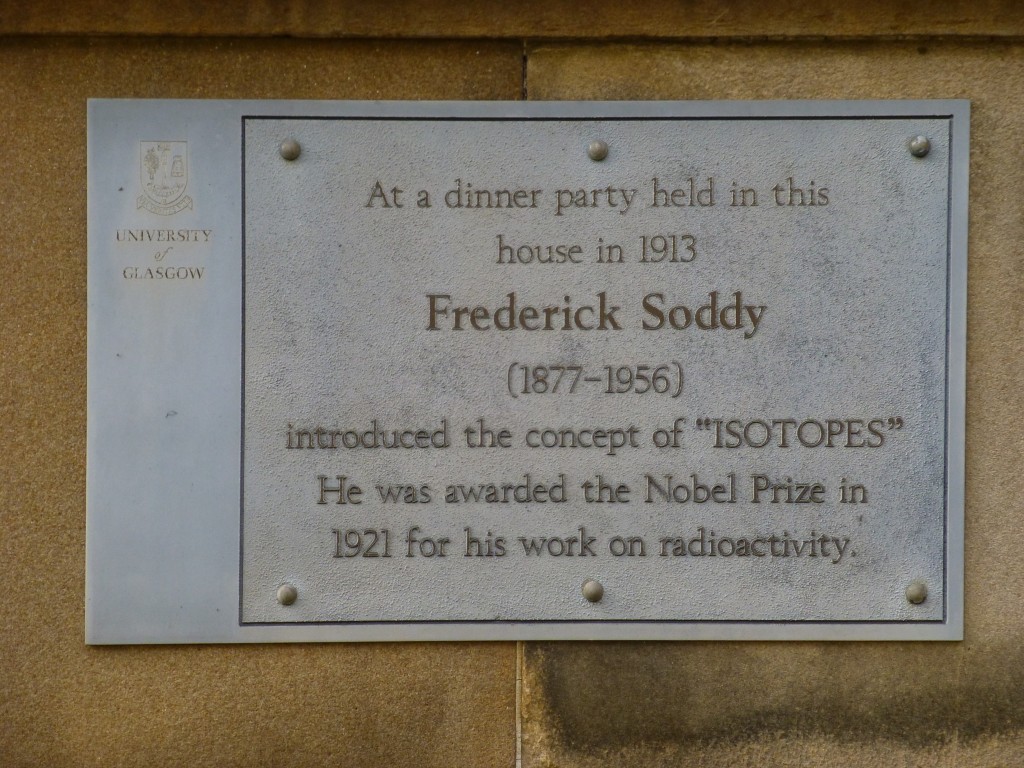 UNIVERSITY
of
GLASGOW
At a dinner party held in this
house in 1913
Frederick Soddy
(1877–1956)
introduced the concept of “ISOTOPES”
He was awarded the Nobel Prize in
1921 for his work on radioactivity.